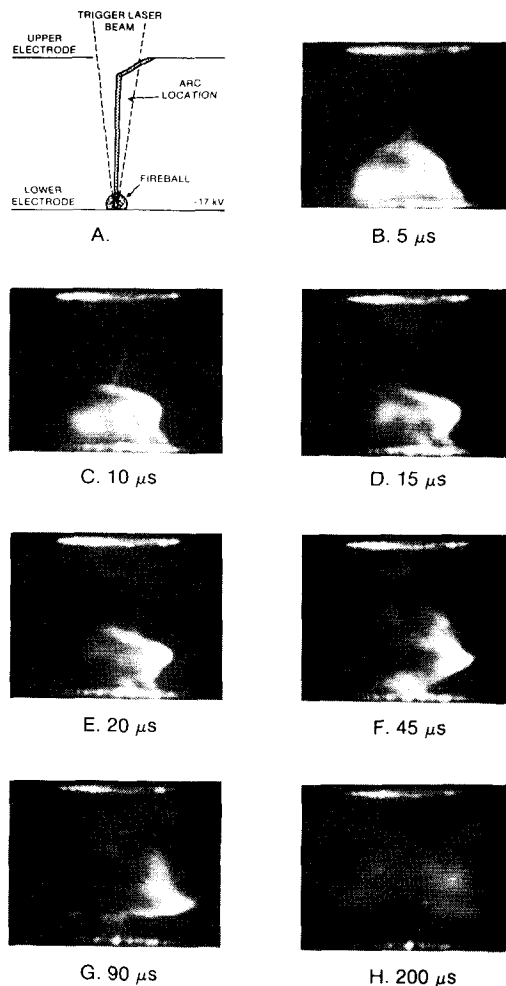 TRIGGER LASER
BEAM
UPPER
ELECTRODE
ARC
LOCATION
FIREBALL
LOWER
ELECTRODE
-17 kV
A.
B. 5 μs
C. 10 μs
D. 15 μs
E. 20 μs
F. 45 μs
G. 90 μs
H. 200 μs